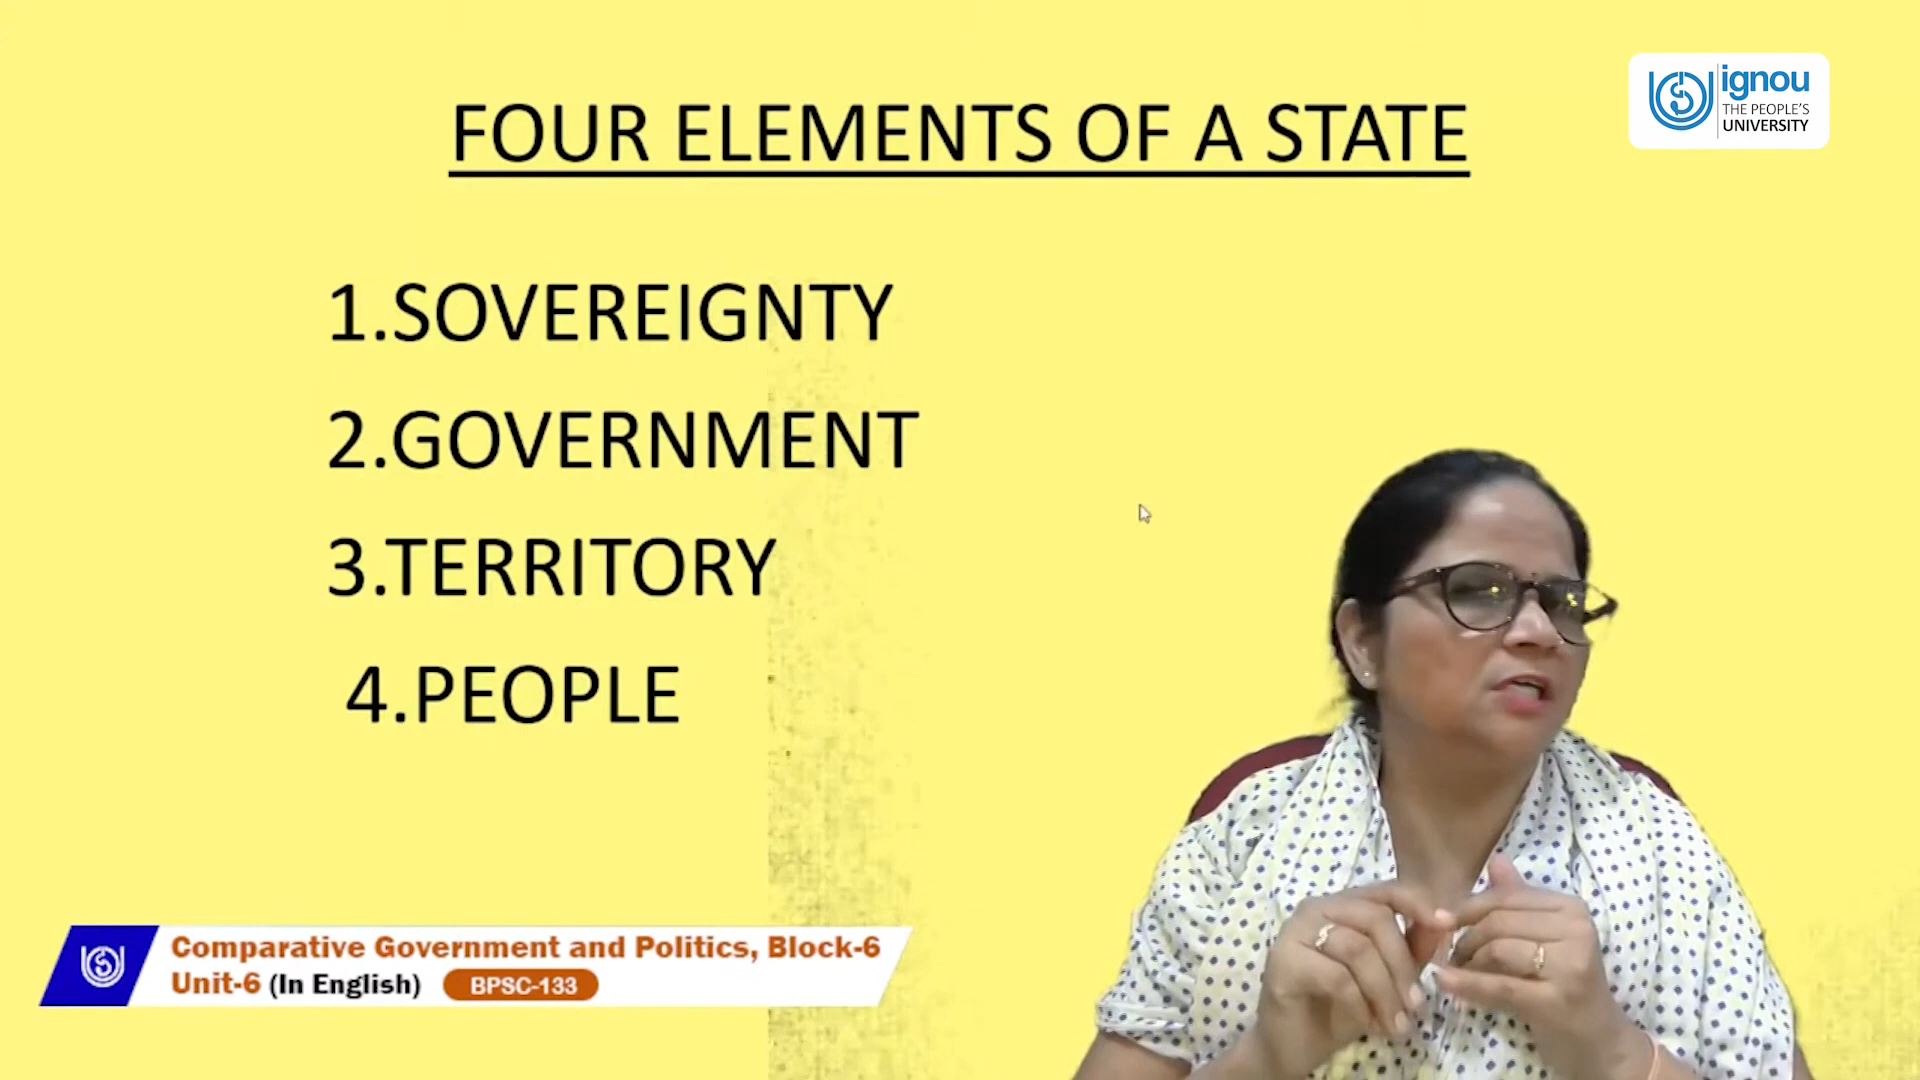 ignou
THE PEOPLE'S
UNIVERSITY
FOUR ELEMENTS OF A STATE
1.SOVEREIGNTY
2.GOVERNMENT
3.TERRITORY
4.PEOPLE
Comparative Government and Politics, Block-6
Unit-6 (In English) BPSC-133